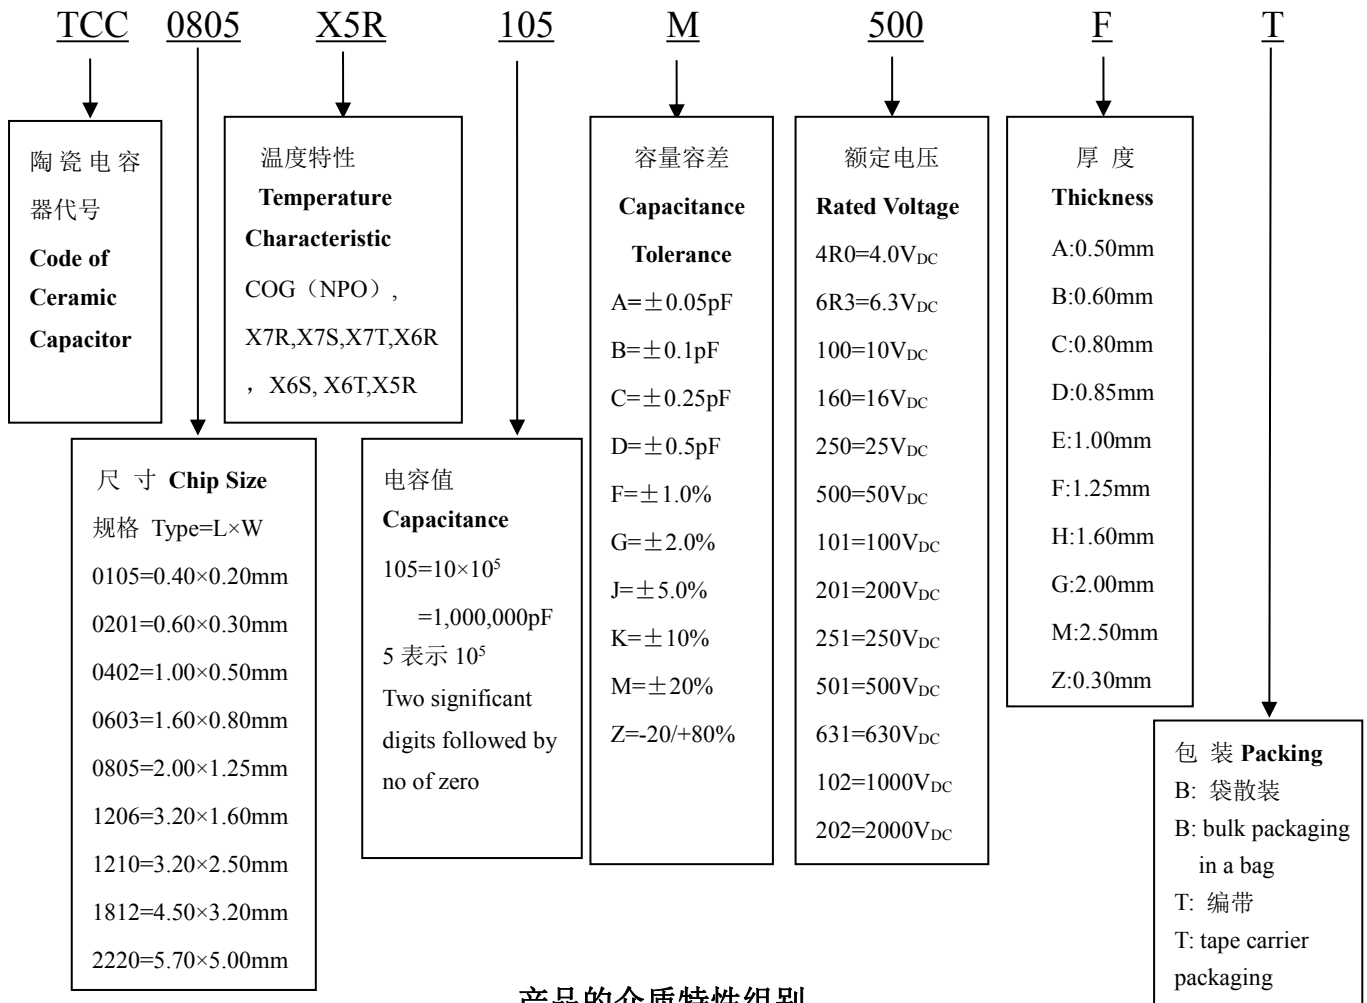 TCC 0805 X5R 105 M 500 F T
陶瓷电容
器代号
Code of
Ceramic
Capacitor
温度特性
Temperature
Characteristic
COG（NPO）,
X7R,X7S,X7T,X6R
，X6S, X6T,X5R
容量容差
Capacitance
Tolerance
A=±0.05pF
B=±0.1pF
C=±0.25pF
D=±0.5pF
F=±1.0%
G=±2.0%
J=±5.0%
K=±10%
M=±20%
Z=-20/+80%
额定电压
Rated Voltage
4R0=4.0VDC
6R3=6.3VDC
100=10VDC
160=16VDC
250=25VDC
500=50VDC
101=100VDC
201=200VDC
251=250VDC
501=500VDC
631=630VDC
102=1000VDC
202=2000VDC
厚 度
Thickness
A:0.50mm
B:0.60mm
C:0.80mm
D:0.85mm
E:1.00mm
F:1.25mm
H:1.60mm
G:2.00mm
M:2.50mm
Z:0.30mm
尺 寸 Chip Size
规格 Type=L×W
0105=0.40×0.20mm
0201=0.60×0.30mm
0402=1.00×0.50mm
0603=1.60×0.80mm
0805=2.00×1.25mm
1206=3.20×1.60mm
1210=3.20×2.50mm
1812=4.50×3.20mm
2220=5.70×5.00mm
电容值
Capacitance
105=10×10⁵
=1,000,000pF
5 表示 10⁵
Two significant
digits followed by
no of zero
包 装 Packing
B: 袋散装
B: bulk packaging
in a bag
T: 编带
T: tape carrier
packaging
产品的介质特性组别